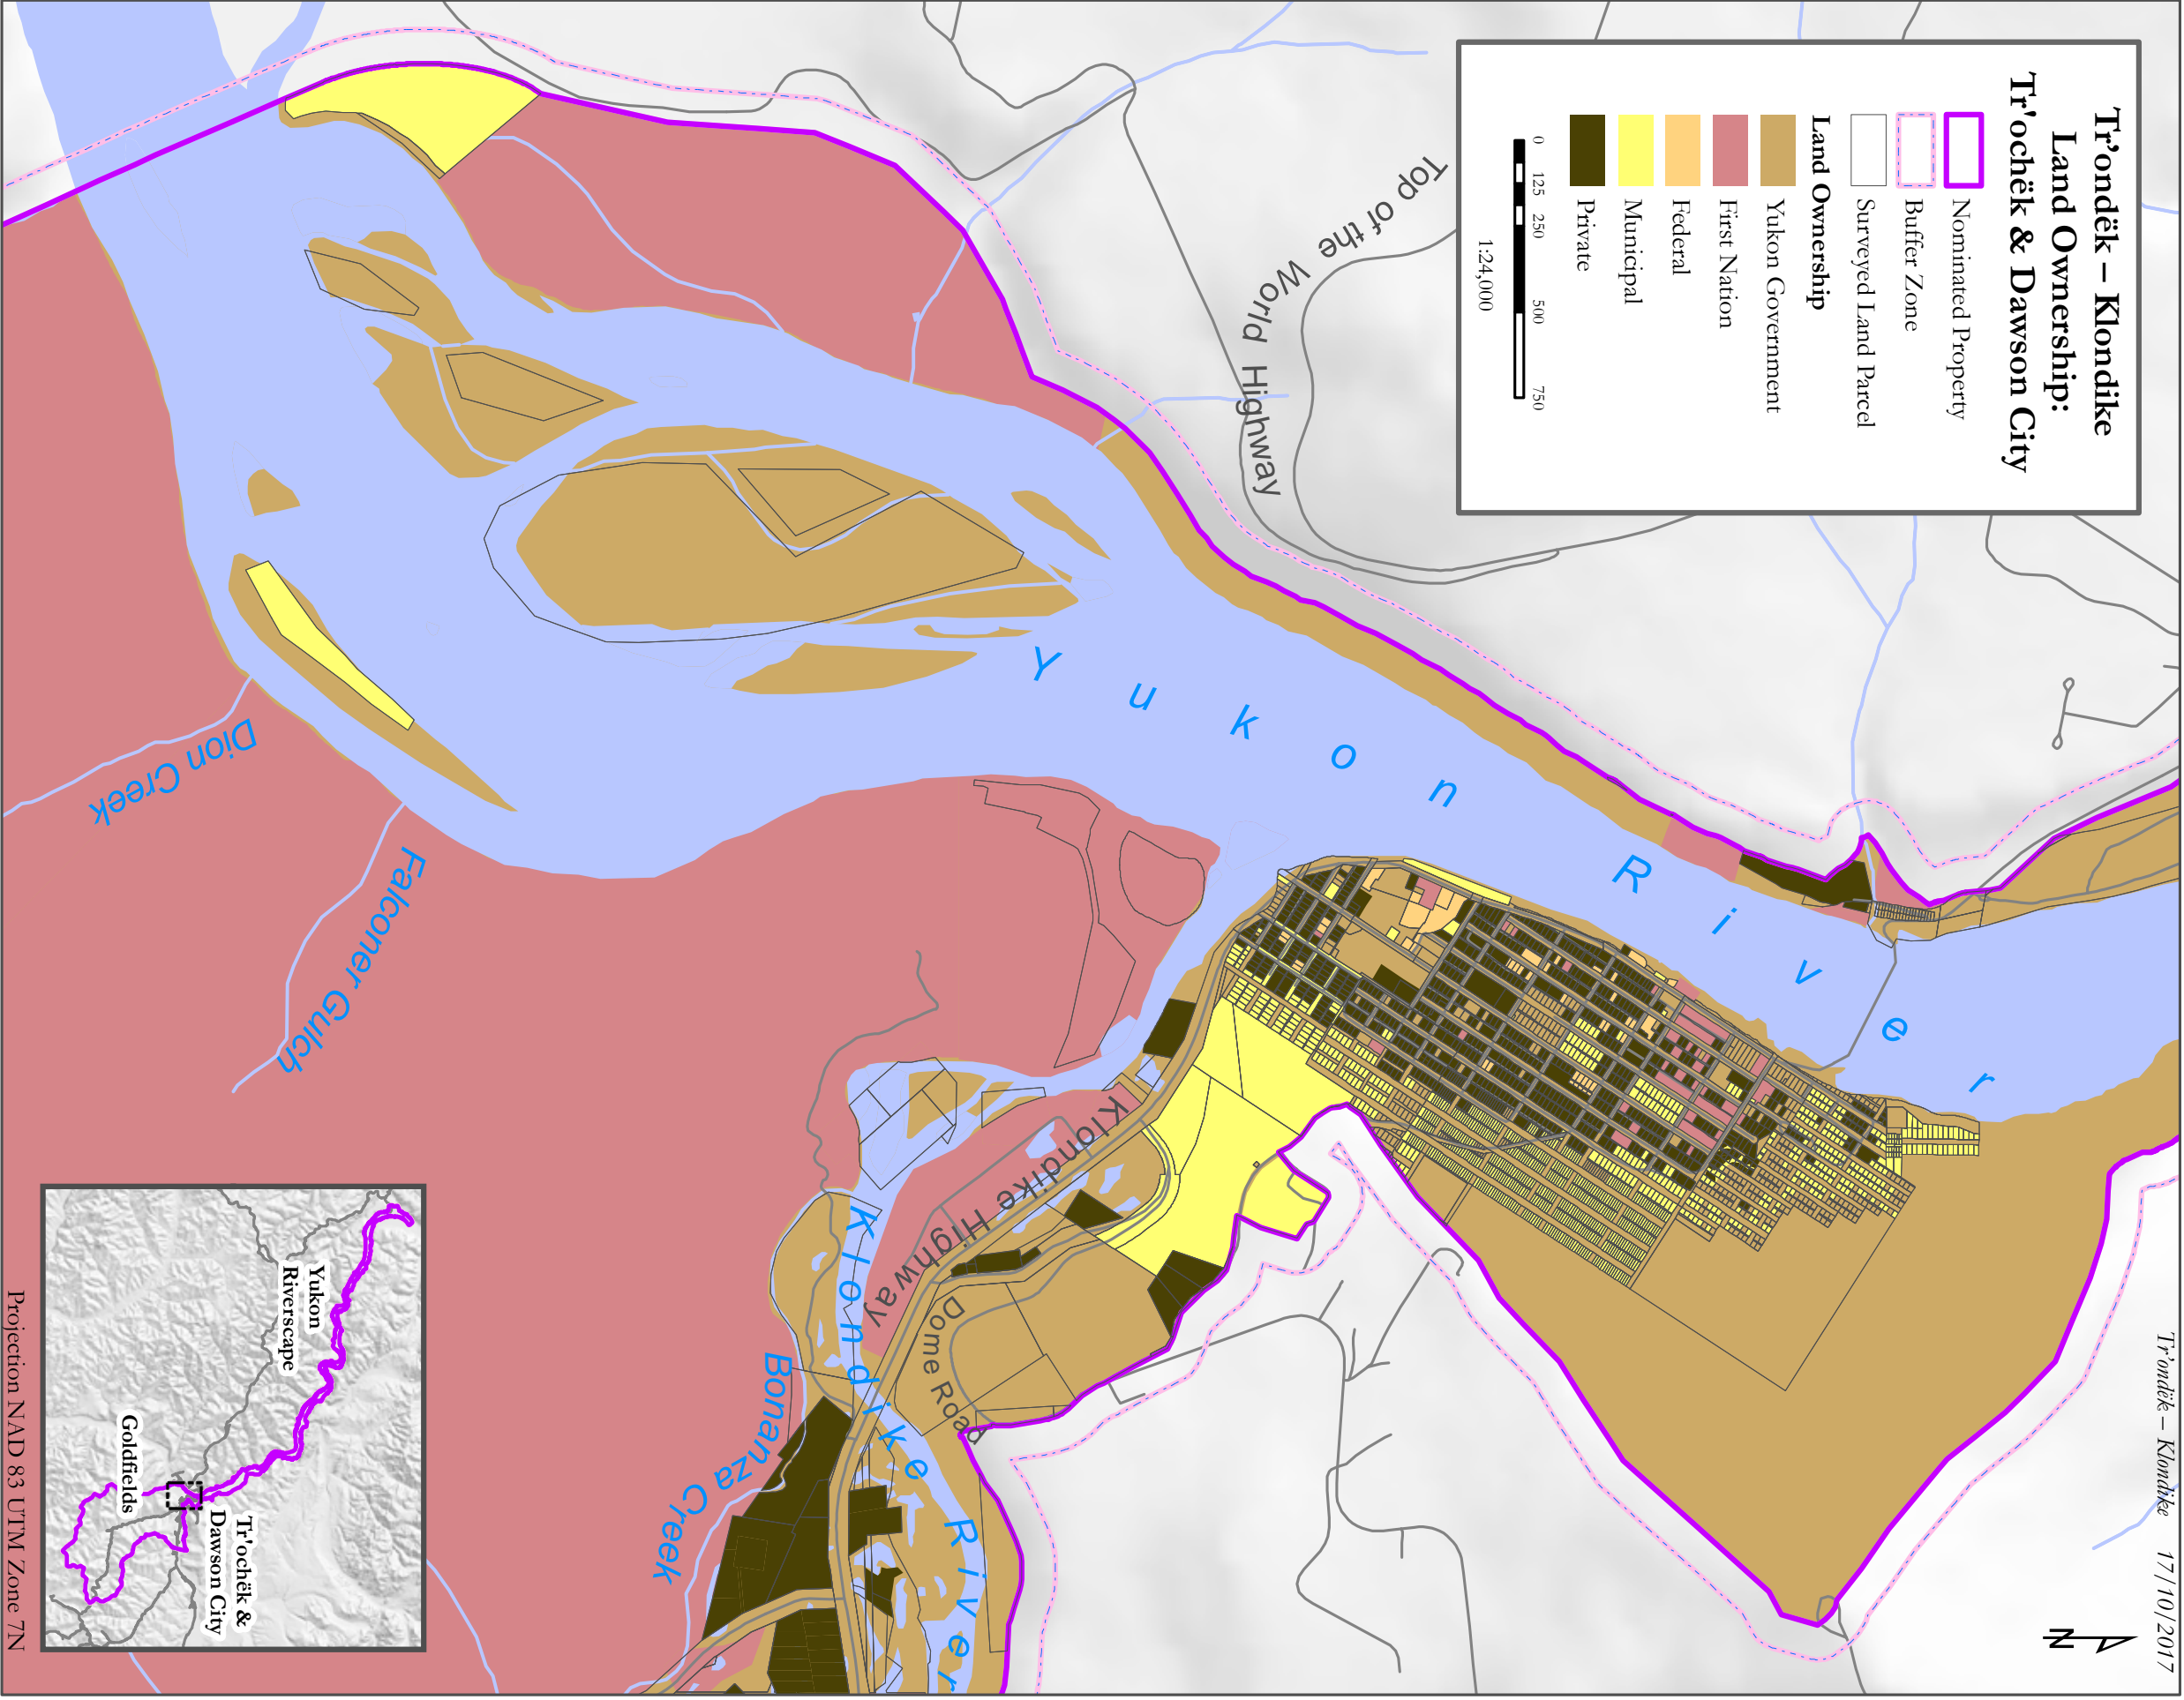 Tr'ondëk – Klondike 17/10/2017
Tr’ondëk – Klondike
Land Ownership:
Tr'ochëk & Dawson City
Nominated Property
Buffer Zone
Surveyed Land Parcel
Land Ownership
Yukon Government
First Nation
Federal
Municipal
Private
0 125 250 500 750
1:24,000
Top of the World Highway
Yukon River
Klondike Highway
Dome Road
Klondike River
Bonanza Creek
Dion Creek
Falconer Gulch
N
Yukon
Riverscape
Tr'ochëk &
Dawson City
Goldfields
Projection NAD 83 UTM Zone 7N